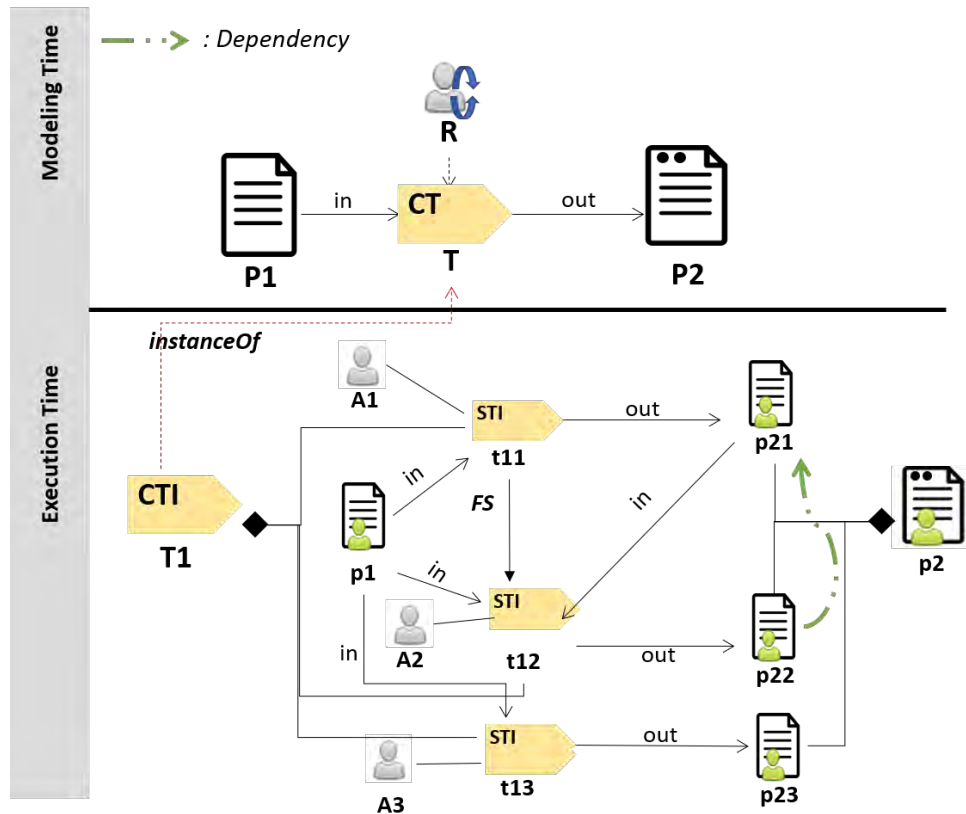 Modeling Time
: Dependency
R
in
CT
out
T
P1
P2
Execution Time
instanceOf
A1
STI
out
t11
p21
in
FS
in
CTI
T1
p1
p2
in
STI
A2
in
t12
out
p22
STI
out
t13
A3
p23